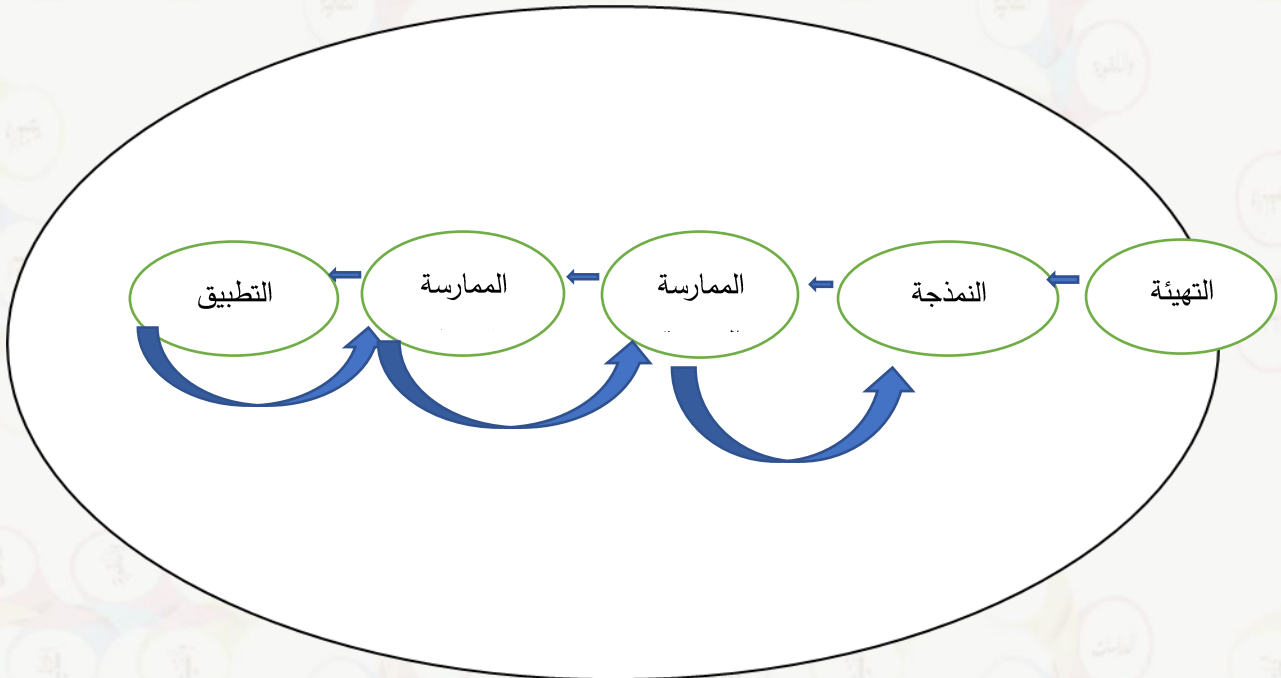 التهيئة
النمذجة
الممارسة
الممارسة
التطبيق